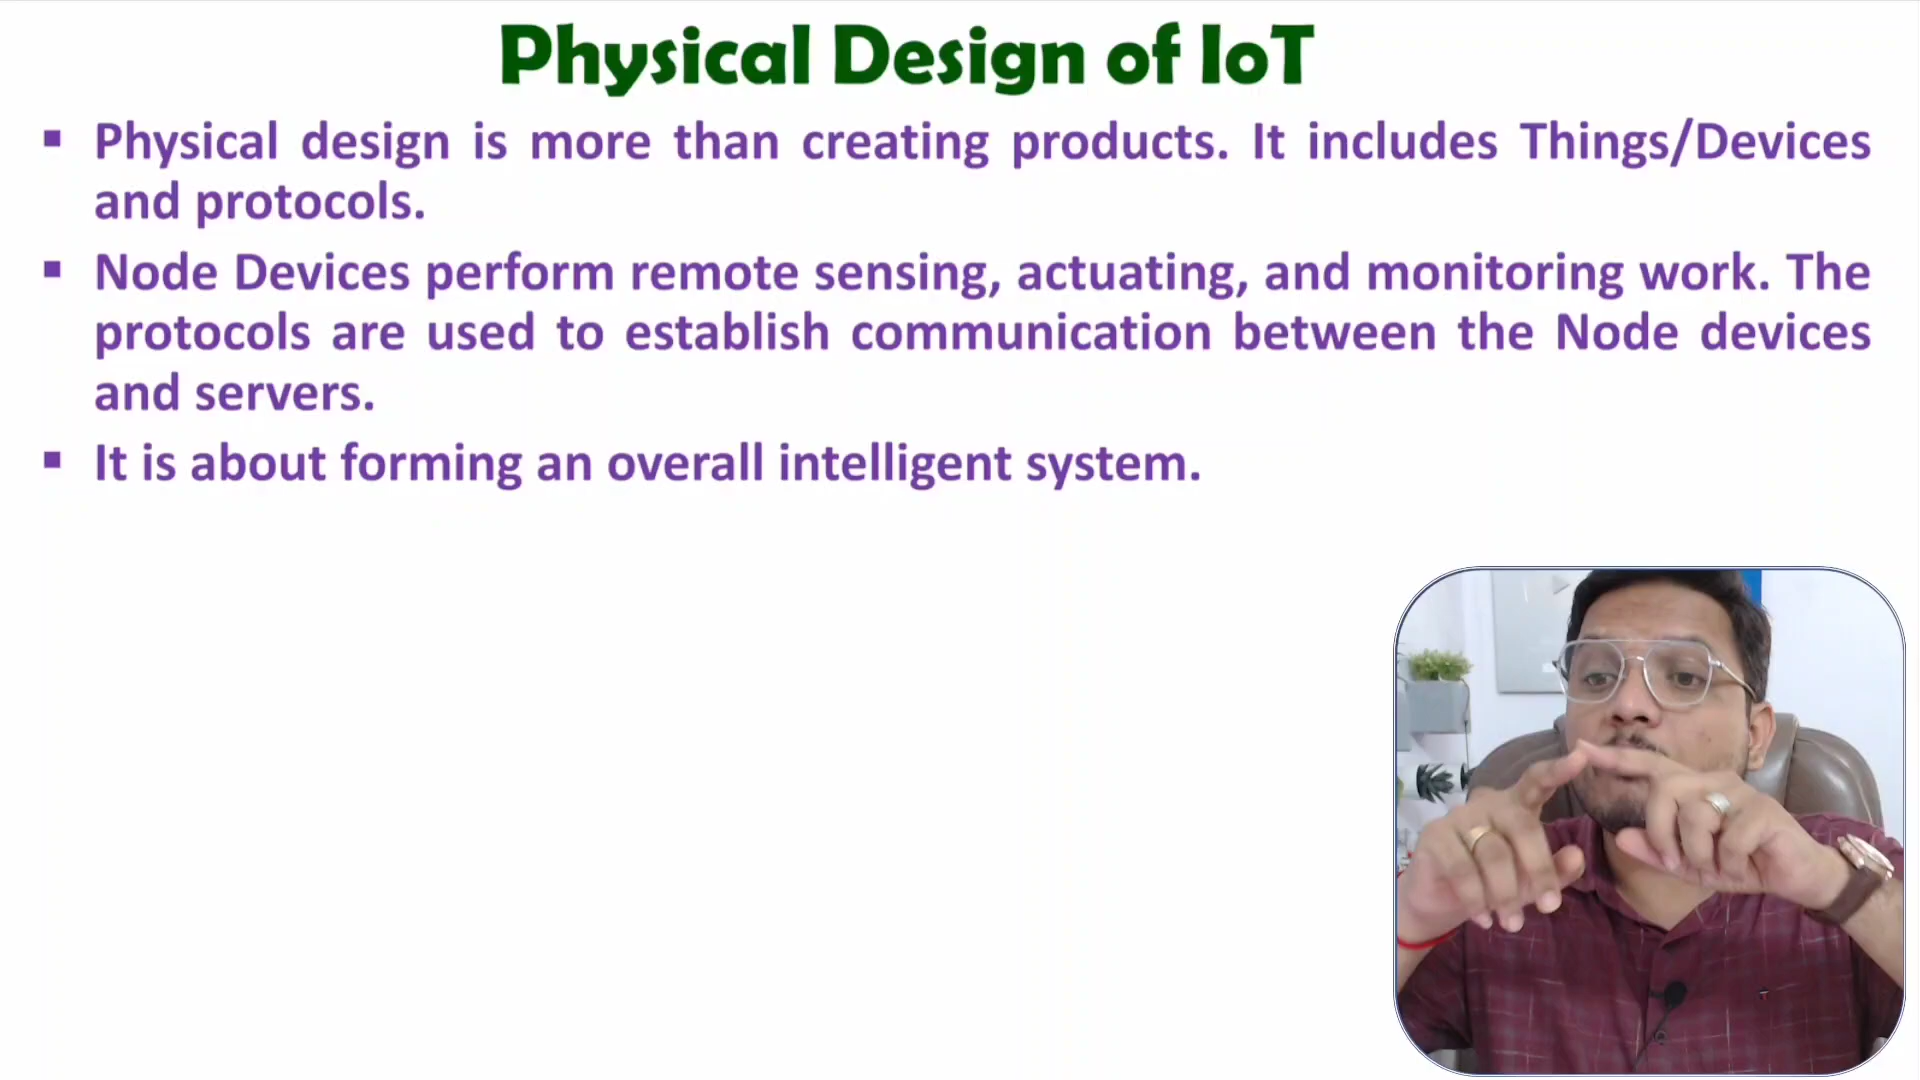 Physical Design of IoT
▪ Physical design is more than creating products. It includes Things/Devices
and protocols.
▪ Node Devices perform remote sensing, actuating, and monitoring work. The
protocols are used to establish communication between the Node devices
and servers.
▪ It is about forming an overall intelligent system.